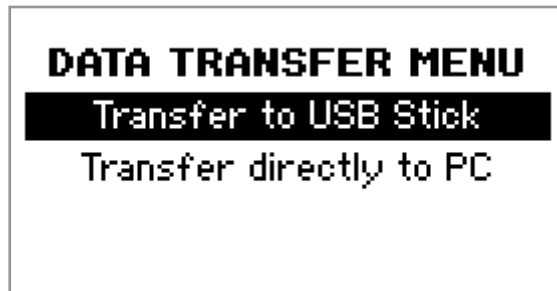 DATA TRANSFER MENU
Transfer to USB Stick
Transfer directly to PC